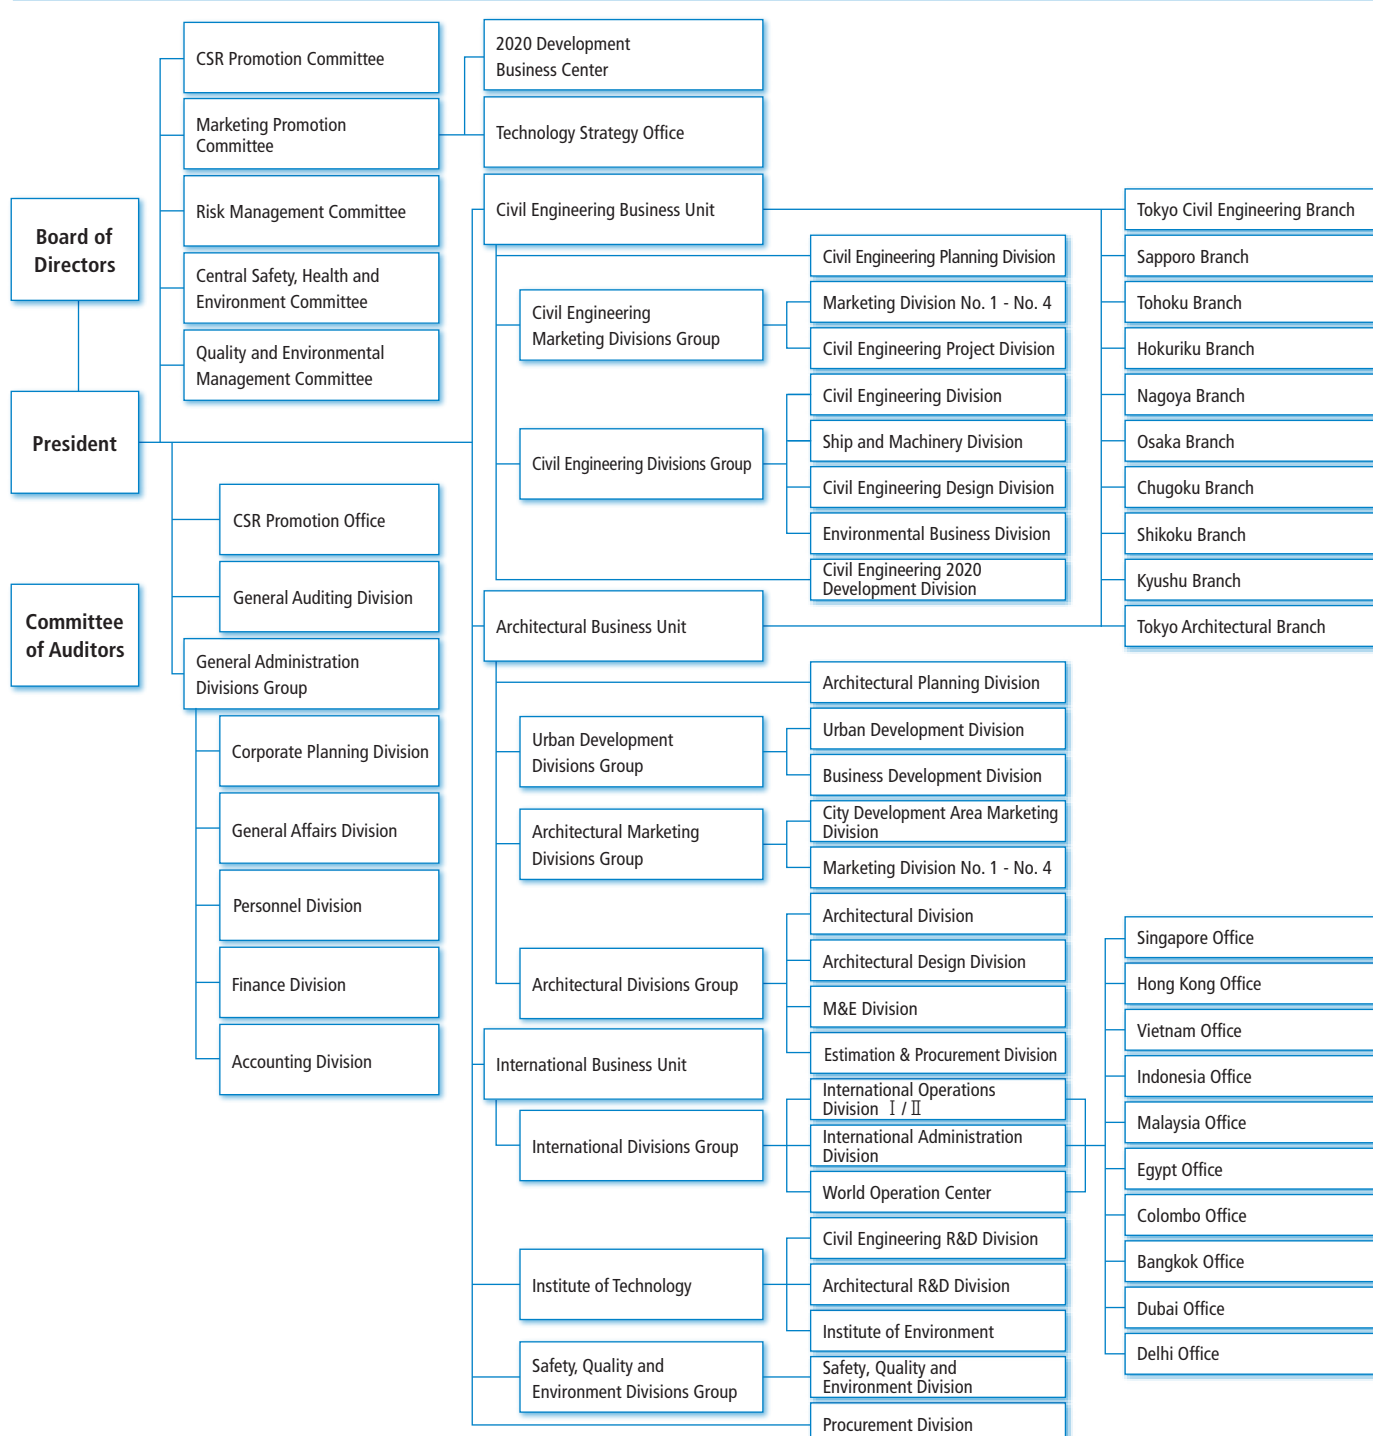 Board of
Directors
President
Committee
of Auditors
CSR Promotion Committee
Marketing Promotion
Committee
Risk Management Committee
Central Safety, Health and
Environment Committee
Quality and Environmental
Management Committee
CSR Promotion Office
General Auditing Division
General Administration
Divisions Group
Corporate Planning Division
General Affairs Division
Personnel Division
Finance Division
Accounting Division
2020 Development
Business Center
Technology Strategy Office
Civil Engineering Business Unit
Civil Engineering
Marketing Divisions Group
Civil Engineering Divisions Group
Architectural Business Unit
Urban Development
Divisions Group
Architectural Marketing
Divisions Group
Architectural Divisions Group
International Business Unit
International Divisions Group
Institute of Technology
Safety, Quality and
Environment Divisions Group
Civil Engineering Planning Division
Marketing Division No. 1 - No. 4
Civil Engineering Project Division
Civil Engineering Division
Ship and Machinery Division
Civil Engineering Design Division
Environmental Business Division
Civil Engineering 2020
Development Division
Architectural Planning Division
Urban Development Division
Business Development Division
City Development Area Marketing
Division
Marketing Division No. 1 - No. 4
Architectural Division
Architectural Design Division
M&E Division
Estimation & Procurement Division
International Operations
Division Ⅰ/Ⅱ
International Administration
Division
World Operation Center
Civil Engineering R&D Division
Architectural R&D Division
Institute of Environment
Safety, Quality and
Environment Division
Procurement Division
Tokyo Civil Engineering Branch
Sapporo Branch
Tohoku Branch
Hokuriku Branch
Nagoya Branch
Osaka Branch
Chugoku Branch
Shikoku Branch
Kyushu Branch
Tokyo Architectural Branch
Singapore Office
Hong Kong Office
Vietnam Office
Indonesia Office
Malaysia Office
Egypt Office
Colombo Office
Bangkok Office
Dubai Office
Delhi Office